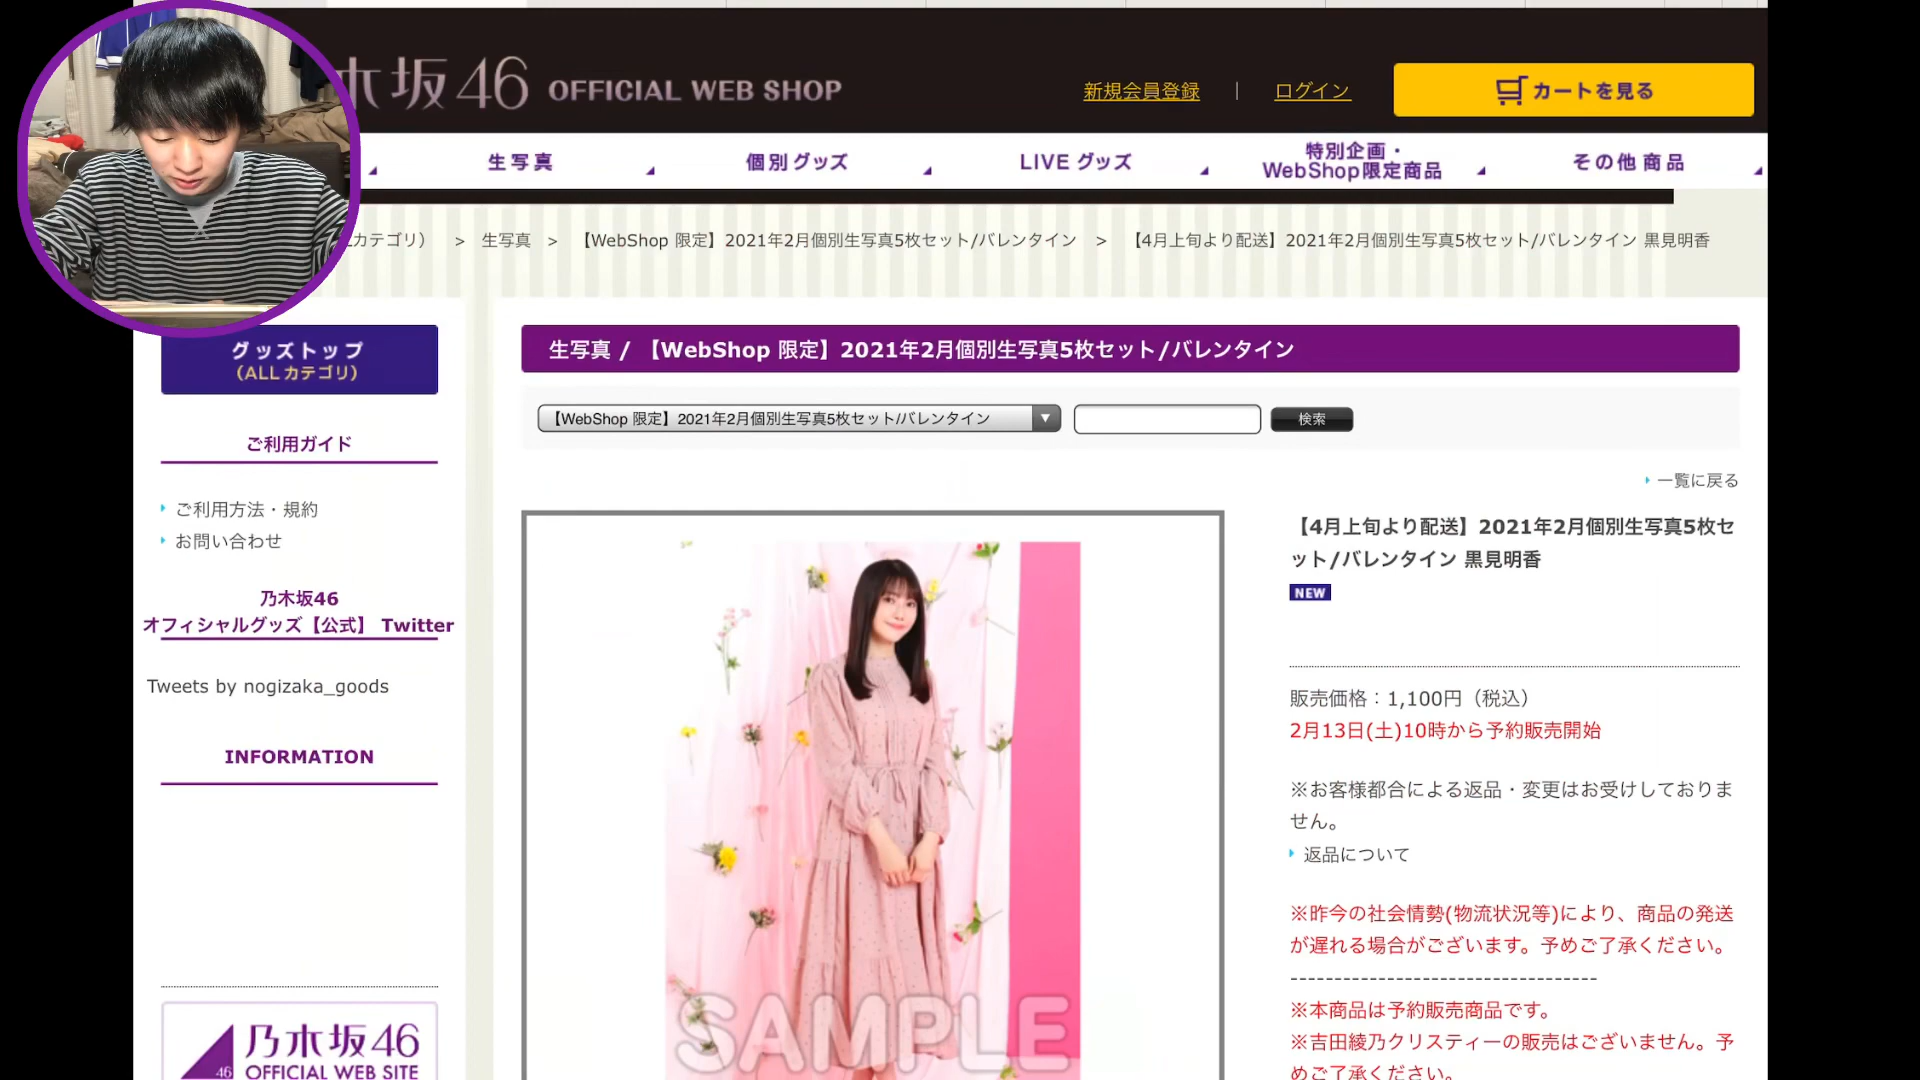 木坂46 OFFICIAL WEB SHOP
新規会員登録 | ログイン
カートを見る
生写真
個別グッズ
LIVE グッズ
特別企画・
WebShop限定商品
その他商品
カテゴリ） > 生写真 > 【WebShop 限定】2021年2月個別生写真5枚セット/バレンタイン > 【4月上旬より配送】2021年2月個別生写真5枚セット/バレンタイン 黒見明香
グッズトップ
（ALLカテゴリ）
ご利用ガイド
ご利用方法・規約
お問い合わせ
乃木坂46
オフィシャルグッズ【公式】 Twitter
Tweets by nogizaka_goods
INFORMATION
乃木坂46
46
OFFICIAL WEB SITE
生写真 / 【WebShop 限定】2021年2月個別生写真5枚セット/バレンタイン
【WebShop 限定】2021年2月個別生写真5枚セット/バレンタイン
検索
一覧に戻る
SAMPLE
【4月上旬より配送】2021年2月個別生写真5枚セ
ット/バレンタイン 黒見明香
NEW
販売価格：1,100円（税込）
2月13日(土)10時から予約販売開始
※お客様都合による返品・変更はお受けしておりま
せん。
返品について
※昨今の社会情勢(物流状況等)により、商品の発送
が遅れる場合がございます。予めご了承ください。
----------------------------------
※本商品は予約販売商品です。
※吉田綾乃クリスティーの販売はございません。予
めご了承ください。